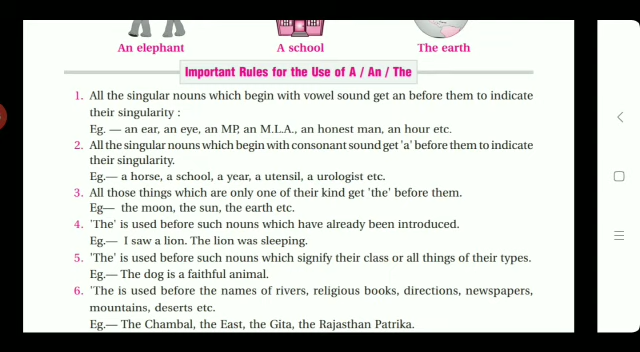 An elephant A school The earth
Important Rules for the Use of A / An / The
1. All the singular nouns which begin with vowel sound get an before them to indicate
their singularity :
Eg. — an ear, an eye, an MP, an M.L.A., an honest man, an hour etc.
2. All the singular nouns which begin with consonant sound get 'a' before them to indicate
their singularity.
Eg.— a horse, a school, a year, a utensil, a urologist etc.
3. All those things which are only one of their kind get 'the' before them.
Eg— the moon, the sun, the earth etc.
4. 'The' is used before such nouns which have already been introduced.
Eg.— I saw a lion. The lion was sleeping.
5. 'The' is used before such nouns which signify their class or all things of their types.
Eg.— The dog is a faithful animal.
6. 'The is used before the names of rivers, religious books, directions, newspapers,
mountains, deserts etc.
Eg.— The Chambal, the East, the Gita, the Rajasthan Patrika.